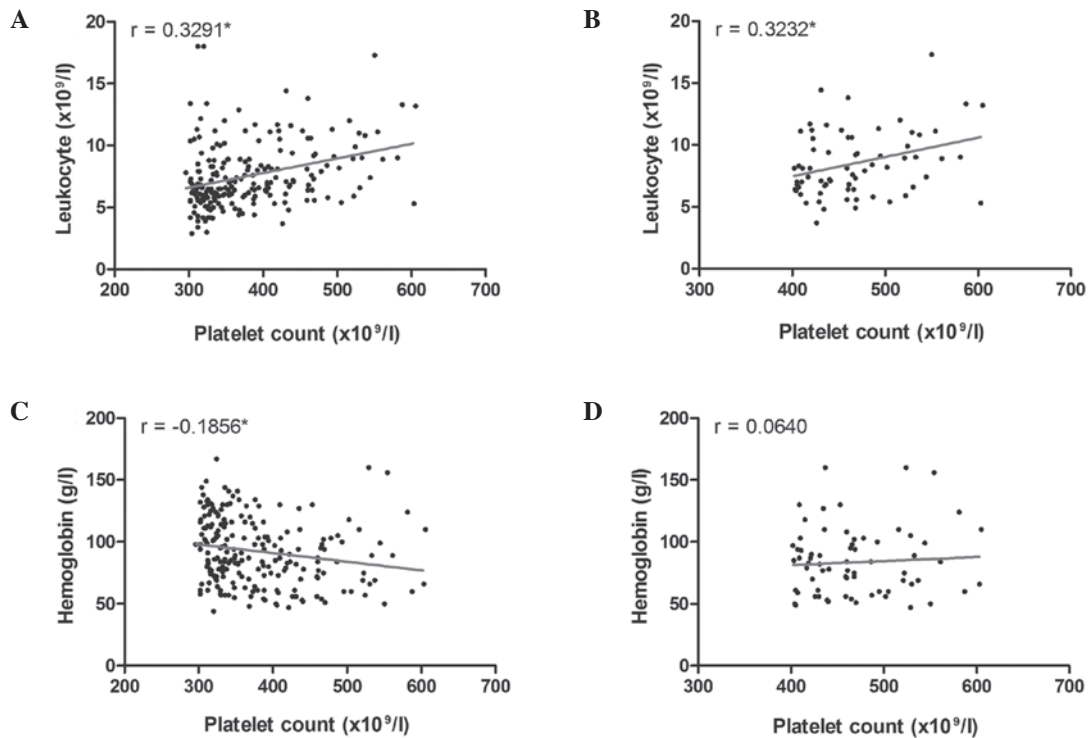 A
r = 0.3291*
Leukocyte (x10⁹/l)
20
15
10
5
0
200 300 400 500 600 700
Platelet count (x10⁹/l)
B
r = 0.3232*
Leukocyte (x10⁹/l)
20
15
10
5
0
300 400 500 600 700
Platelet count (x10⁹/l)
C
r = -0.1856*
Hemoglobin (g/l)
200
150
100
50
0
200 300 400 500 600 700
Platelet count (x10⁹/l)
D
r = 0.0640
Hemoglobin (g/l)
200
150
100
50
0
300 400 500 600 700
Platelet count (x10⁹/l)